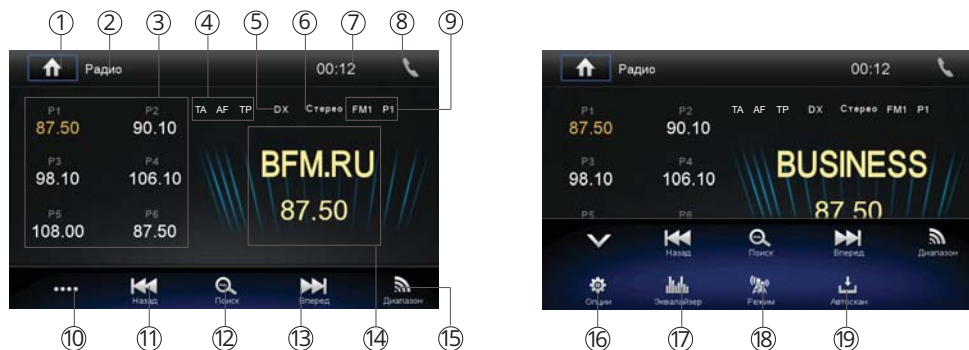 1 2 3 4 5 6 7 8 9
Радио 00:12
TA AF TP DX Стерео FM1 P1
P1 P2
87.50 90.10
P3 P4
98.10 106.10
P5 P6
108.00 87.50
BFM.RU
87.50
Назад Поиск Вперед Диапазон
10 11 12 13 14 15
Радио 00:12
TA AF TP DX Стерео FM1 P1
P1 P2
87.50 90.10
P3 P4
98.10 106.10
P5 P6
BUSINESS
87.50
Назад Поиск Вперед Диапазон
Опции Эквалайзер Режим Автоскан
16 17 18 19